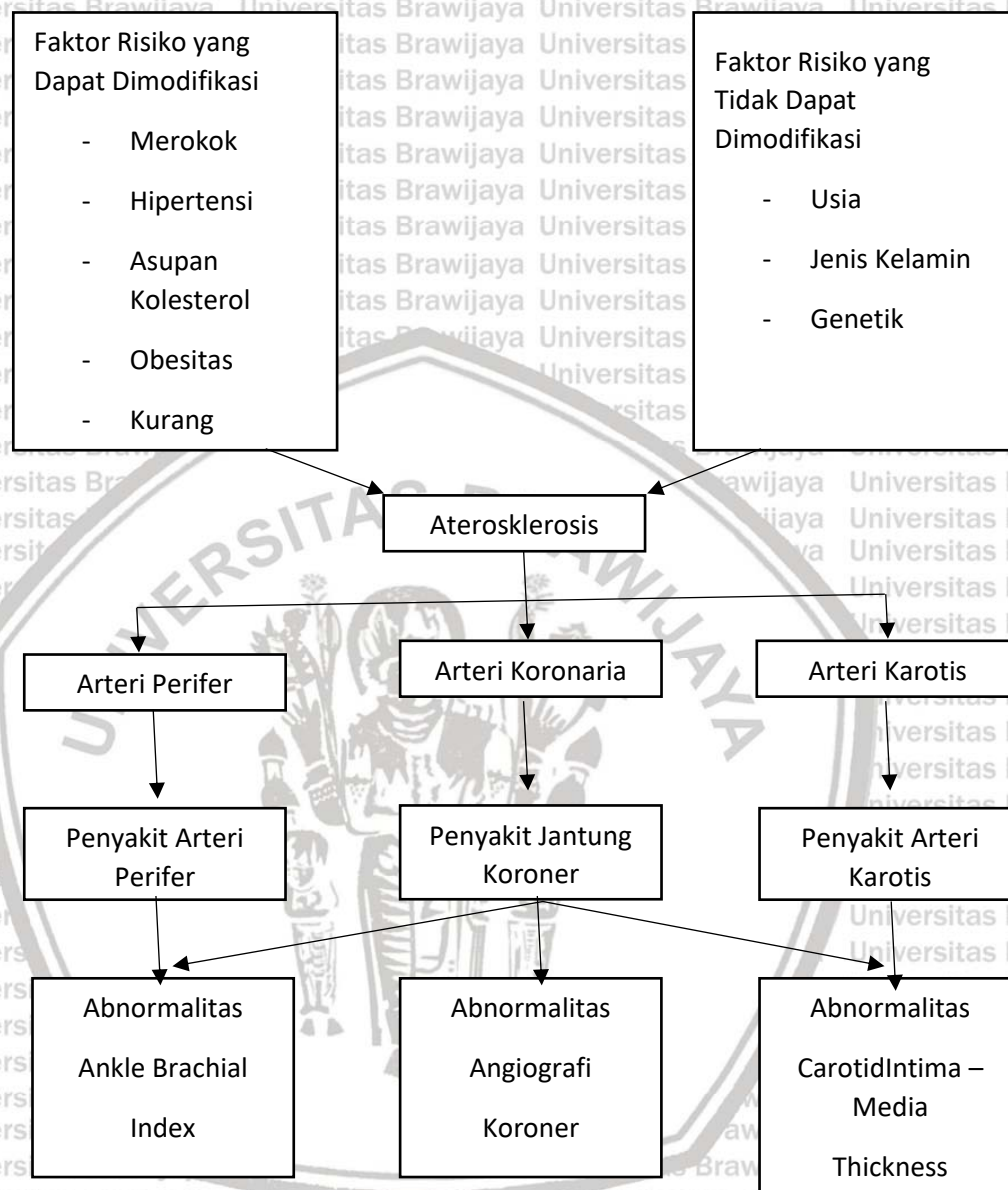 Faktor Risiko yang
Dapat Dimodifikasi
- Merokok
- Hipertensi
- Asupan
Kolesterol
- Obesitas
- Kurang
Faktor Risiko yang
Tidak Dapat
Dimodifikasi
- Usia
- Jenis Kelamin
- Genetik
Aterosklerosis
Arteri Perifer
Arteri Koronaria
Arteri Karotis
Penyakit Arteri
Perifer
Penyakit Jantung
Koroner
Penyakit Arteri
Karotis
Abnormalitas
Ankle Brachial
Index
Abnormalitas
Angiografi
Koroner
Abnormalitas
CarotidIntima –
Media
Thickness
UNIVERSITAS BRAWIJAYA